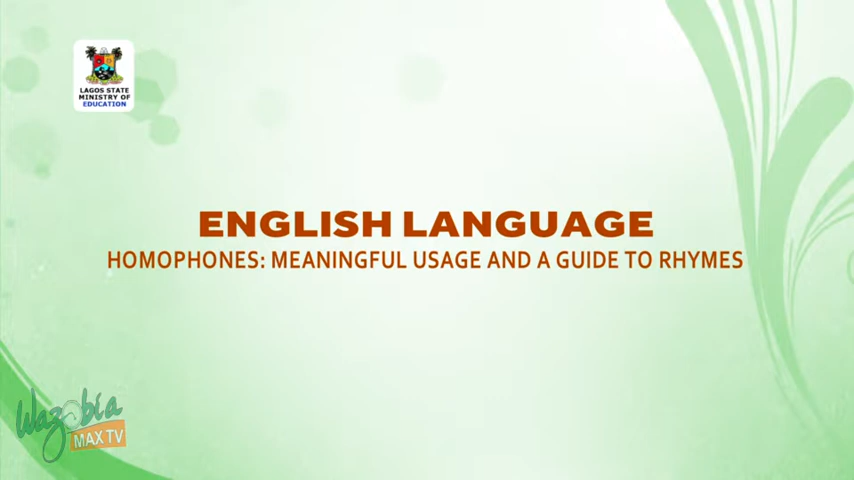 LAGOS STATE
MINISTRY OF
EDUCATION
ENGLISH LANGUAGE
HOMOPHONES: MEANINGFUL USAGE AND A GUIDE TO RHYMES
Wazobia
MAX TV